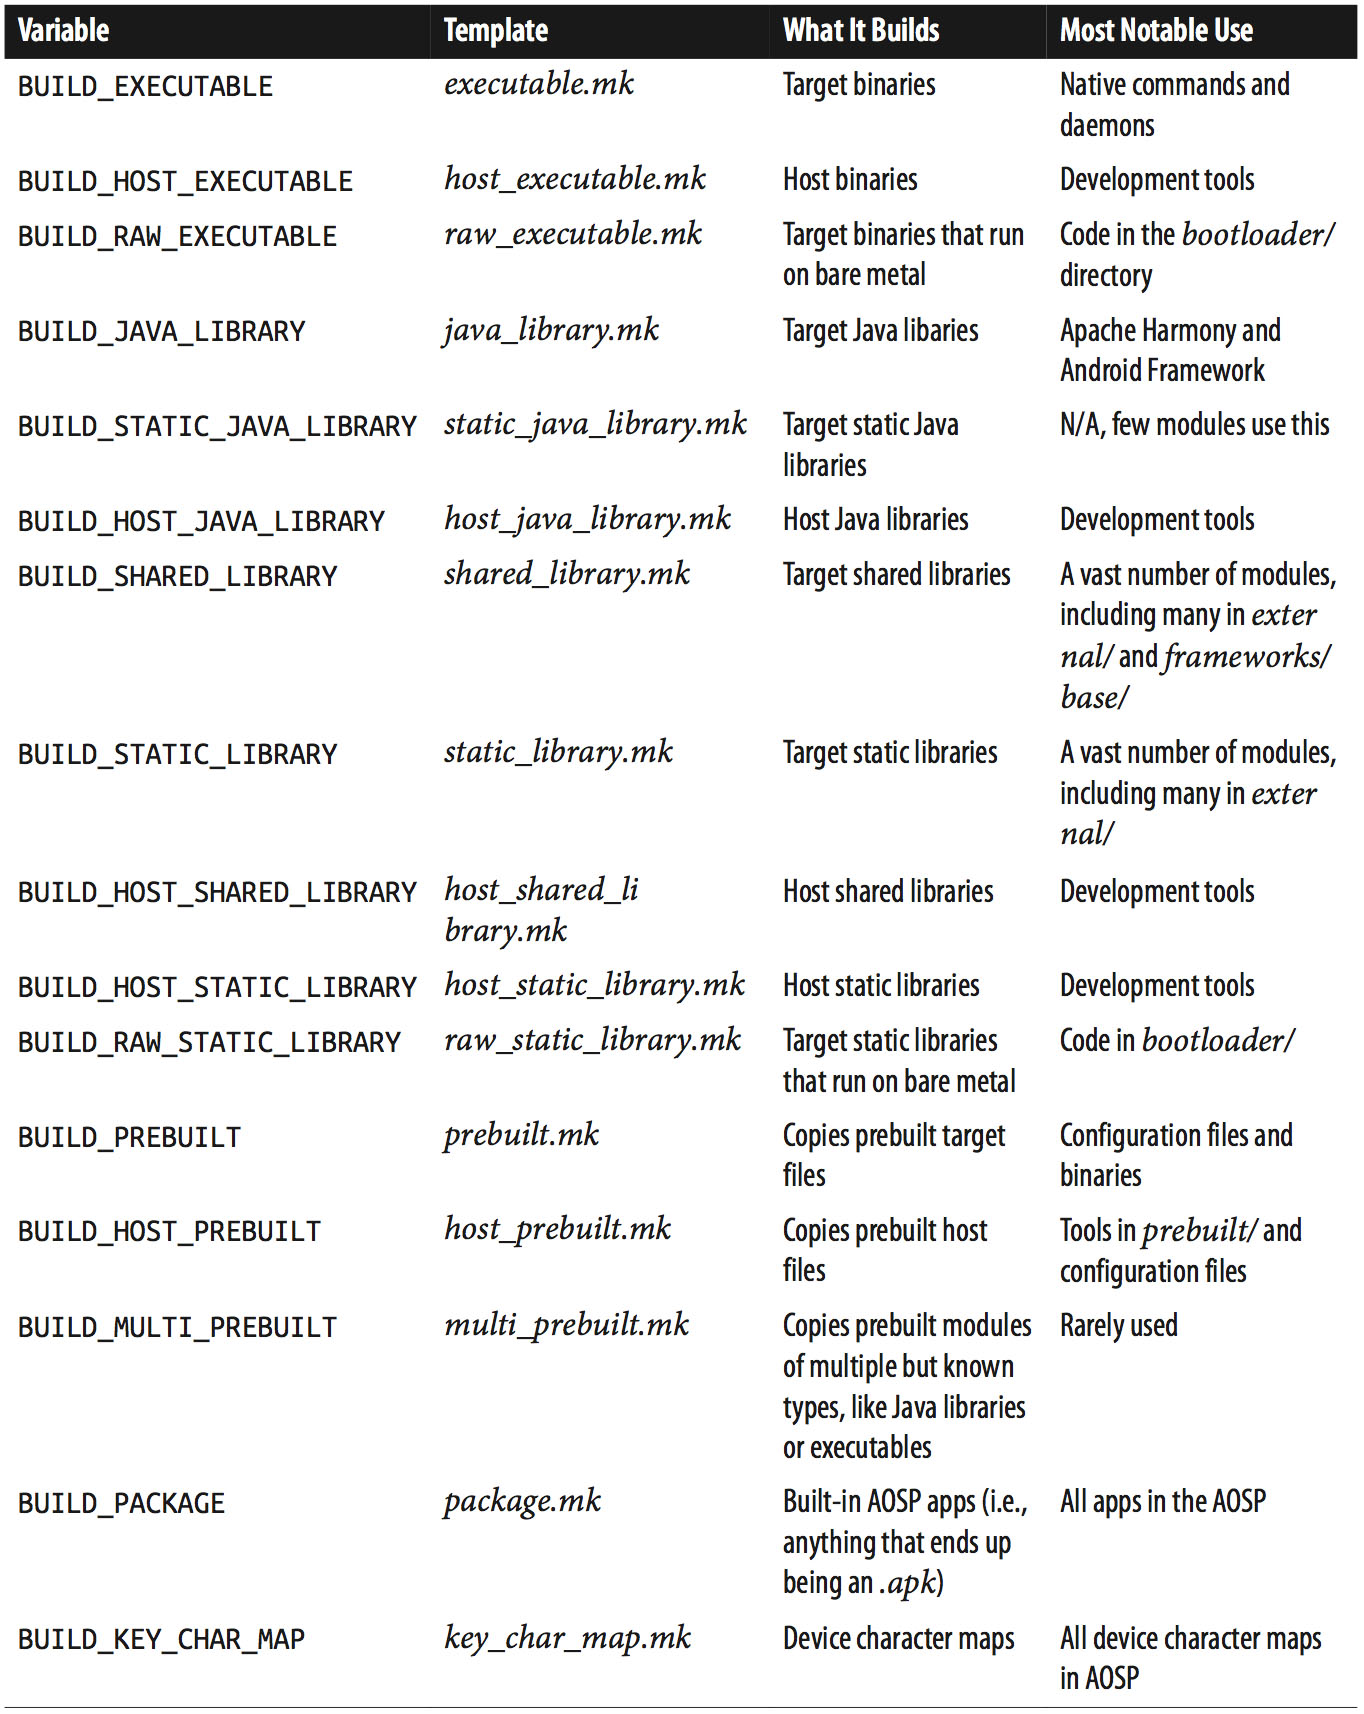 Variable Template What It Builds Most Notable Use
BUILD_EXECUTABLE executable.mk Target binaries Native commands and
daemons
BUILD_HOST_EXECUTABLE host_executable.mk Host binaries Development tools
BUILD_RAW_EXECUTABLE raw_executable.mk Target binaries that run Code in the bootloader/
on bare metal directory
BUILD_JAVA_LIBRARY java_library.mk Target Java libaries Apache Harmony and
Android Framework
BUILD_STATIC_JAVA_LIBRARY static_java_library.mk Target static Java N/A, few modules use this
libraries
BUILD_HOST_JAVA_LIBRARY host_java_library.mk Host Java libraries Development tools
BUILD_SHARED_LIBRARY shared_library.mk Target shared libraries A vast number of modules,
including many in exter
nal/ and frameworks/
base/
BUILD_STATIC_LIBRARY static_library.mk Target static libraries A vast number of modules,
including many in exter
nal/
BUILD_HOST_SHARED_LIBRARY host_shared_li Host shared libraries Development tools
brary.mk
BUILD_HOST_STATIC_LIBRARY host_static_library.mk Host static libraries Development tools
BUILD_RAW_STATIC_LIBRARY raw_static_library.mk Target static libraries Code in bootloader/
that run on bare metal
BUILD_PREBUILT prebuilt.mk Copies prebuilt target Configuration files and
files binaries
BUILD_HOST_PREBUILT host_prebuilt.mk Copies prebuilt host Tools in prebuilt/ and
files configuration files
BUILD_MULTI_PREBUILT multi_prebuilt.mk Copies prebuilt modules Rarely used
of multiple but known
types, like Java libraries
or executables
BUILD_PACKAGE package.mk Built-in AOSP apps (i.e., All apps in the AOSP
anything that ends up
being an .apk)
BUILD_KEY_CHAR_MAP key_char_map.mk Device character maps All device character maps
in AOSP